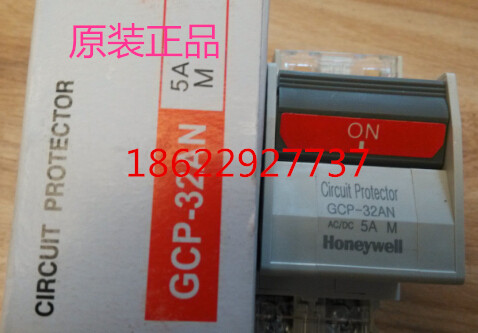 原装正品
CIRCUIT PROTECTOR
GCP-32AN
5A
M
18622927737
ON
Circuit Protector
GCP-32AN
AC/DC 5A M
Honeywell